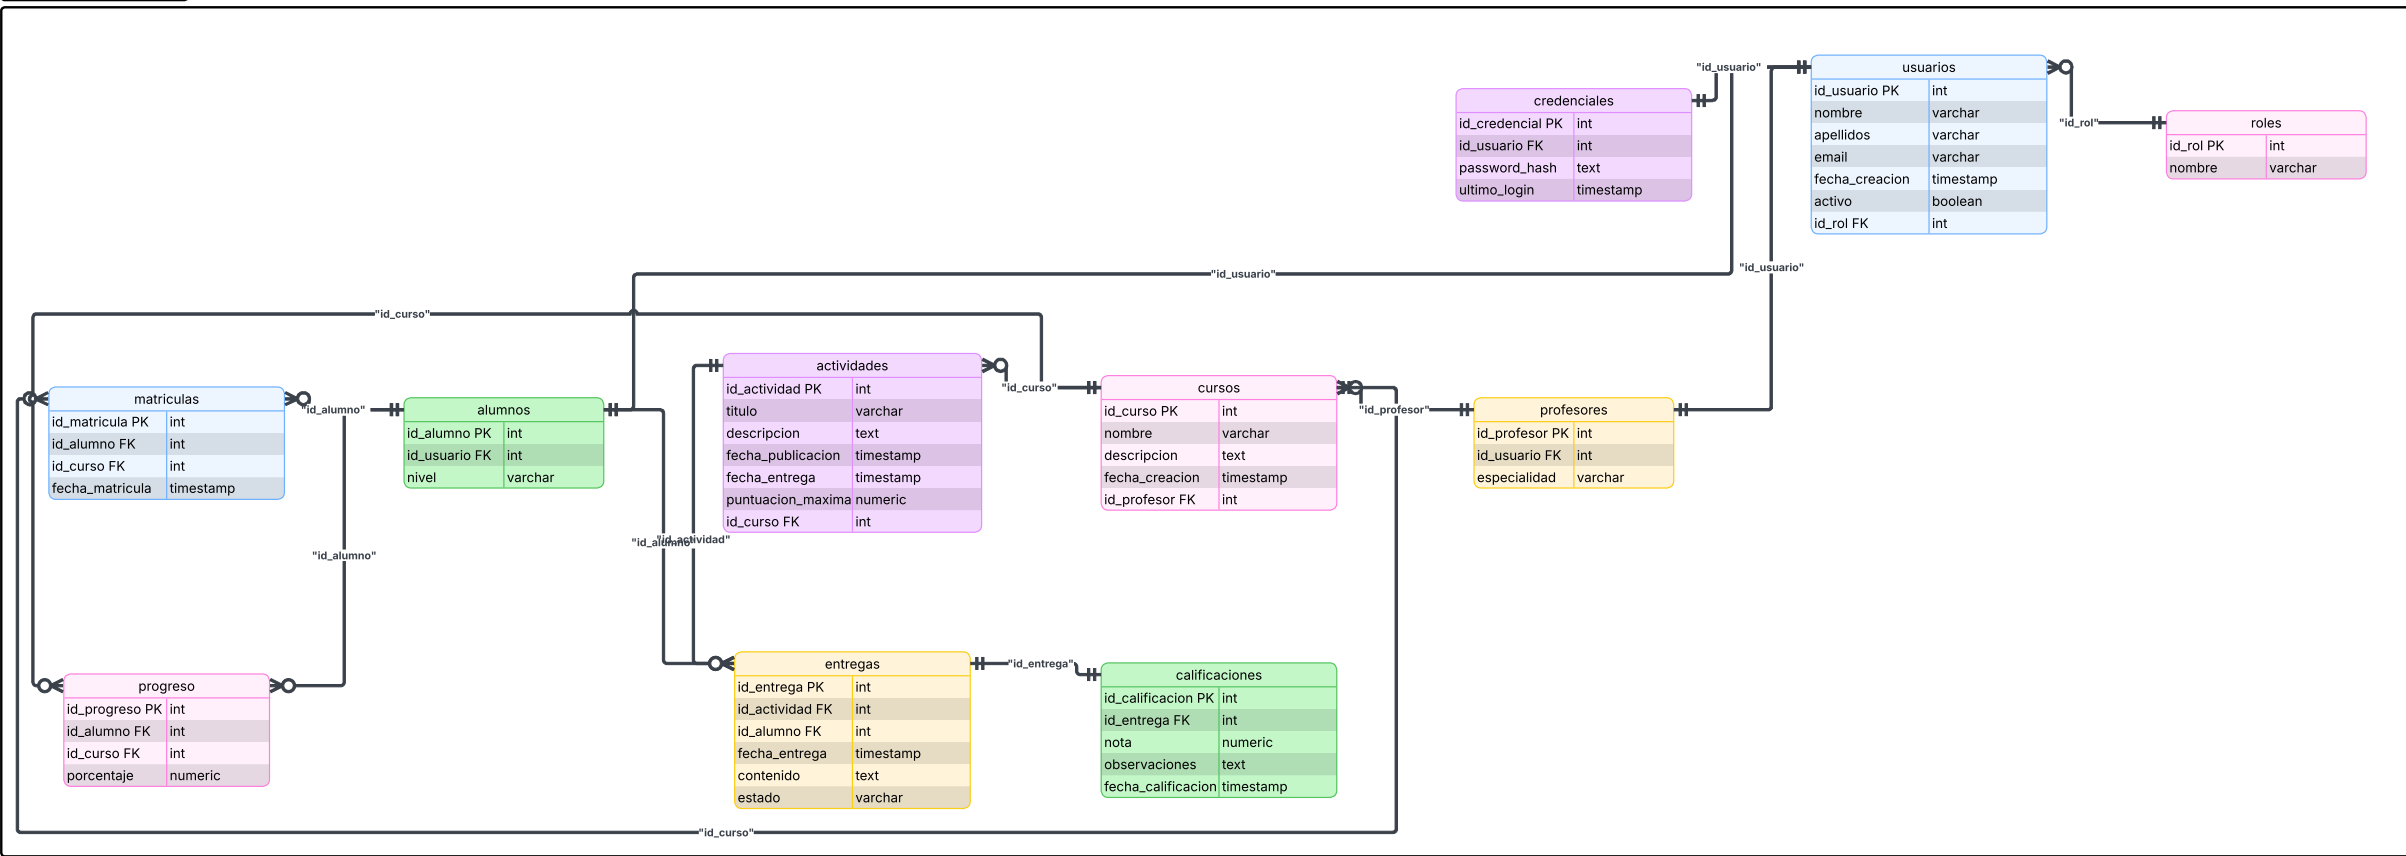 "id_usuario"
usuarios
id_usuario PK int
nombre varchar
apellidos varchar
email varchar
fecha_creacion timestamp
activo boolean
id_rol FK int
credenciales
id_credencial PK int
id_usuario FK int
password_hash text
ultimo_login timestamp
"id_rol"
roles
id_rol PK int
nombre varchar
"id_usuario"
"id_usuario"
"id_curso"
matriculas
id_matricula PK int
id_alumno FK int
id_curso FK int
fecha_matricula timestamp
"id_alumno"
alumnos
id_alumno PK int
id_usuario FK int
nivel varchar
actividades
id_actividad PK int
titulo varchar
descripcion text
fecha_publicacion timestamp
fecha_entrega timestamp
puntuacion_maxima numeric
id_curso FK int
"id_curso"
cursos
id_curso PK int
nombre varchar
descripcion text
fecha_creacion timestamp
id_profesor FK int
"id_profesor"
profesores
id_profesor PK int
id_usuario FK int
especialidad varchar
"id_alumno"
"id_alumno"
"id_actividad"
progreso
id_progreso PK int
id_alumno FK int
id_curso FK int
porcentaje numeric
entregas
id_entrega PK int
id_actividad FK int
id_alumno FK int
fecha_entrega timestamp
contenido text
estado varchar
"id_entrega"
calificaciones
id_calificacion PK int
id_entrega FK int
nota numeric
observaciones text
fecha_calificacion timestamp
"id_curso"